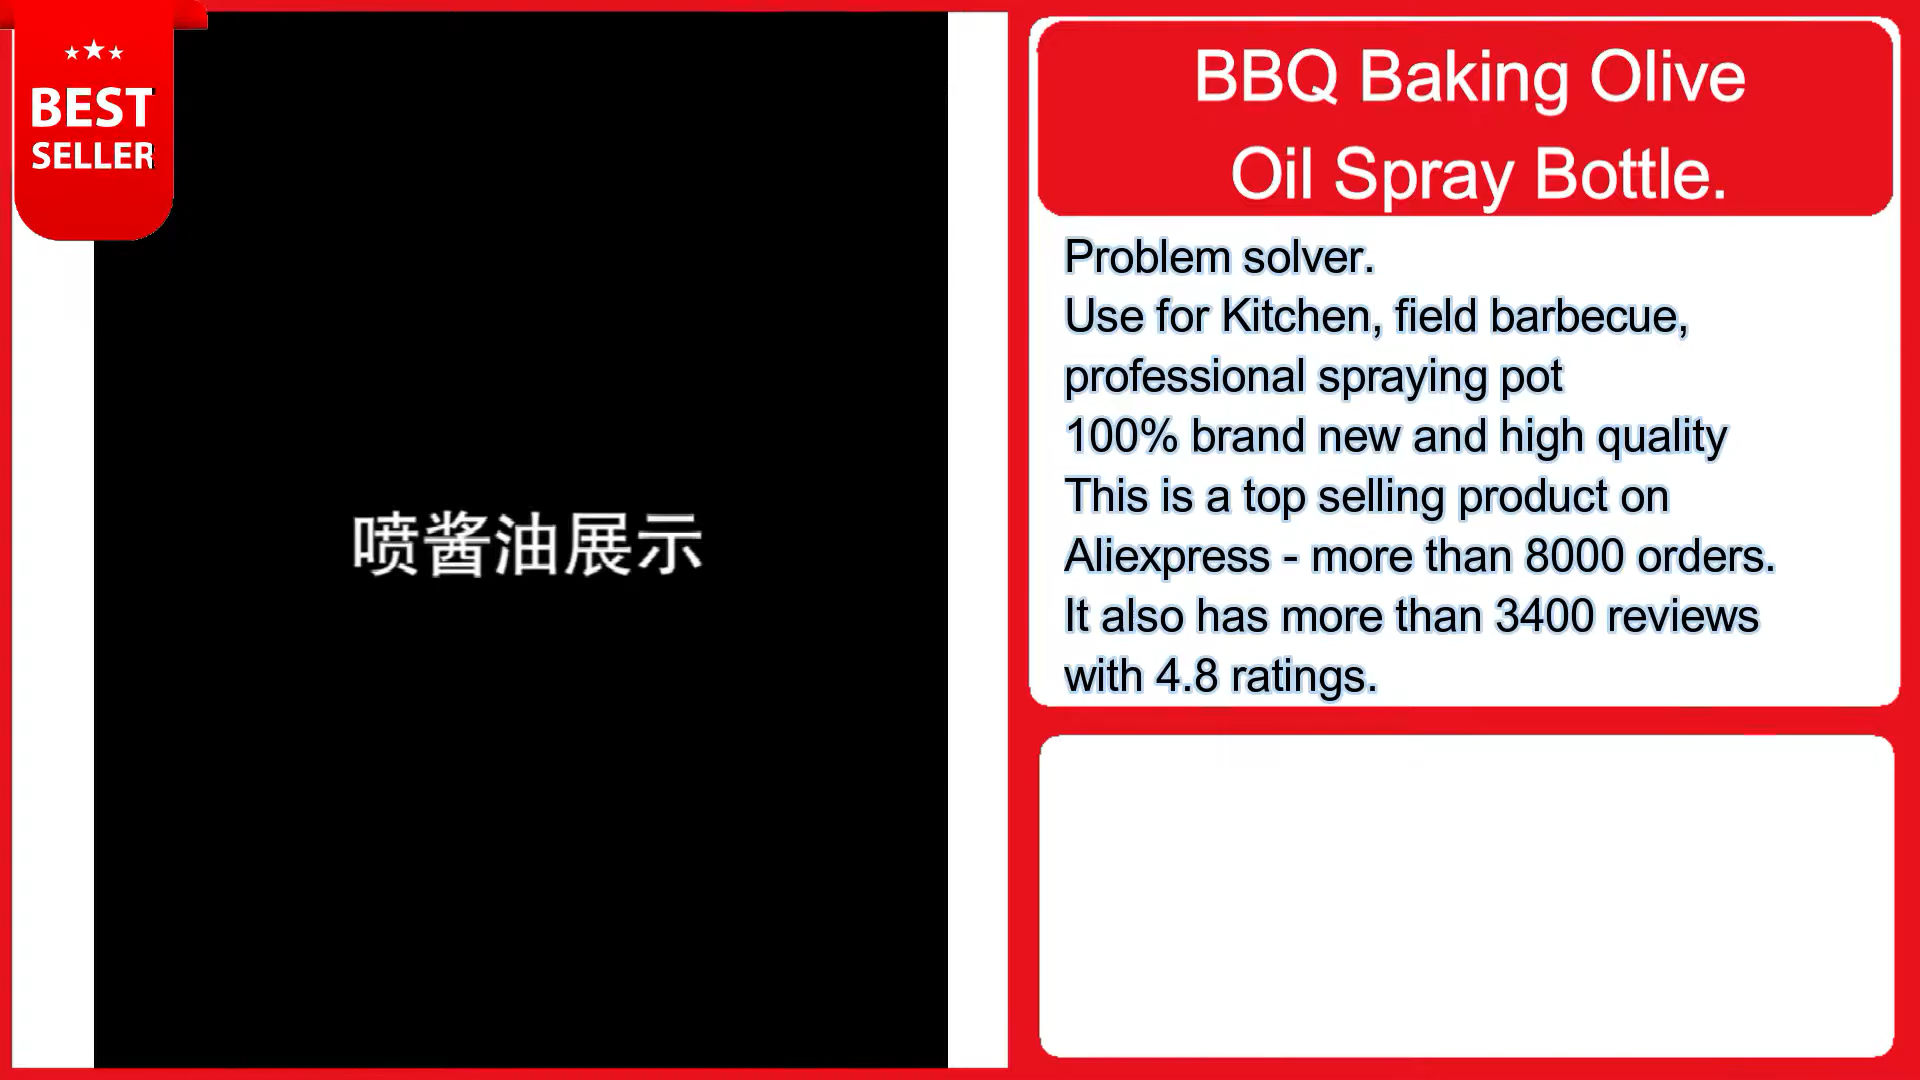 BEST
SELLER
喷酱油展示
BBQ Baking Olive
Oil Spray Bottle.
Problem solver.
Use for Kitchen, field barbecue,
professional spraying pot
100% brand new and high quality
This is a top selling product on
Aliexpress - more than 8000 orders.
It also has more than 3400 reviews
with 4.8 ratings.